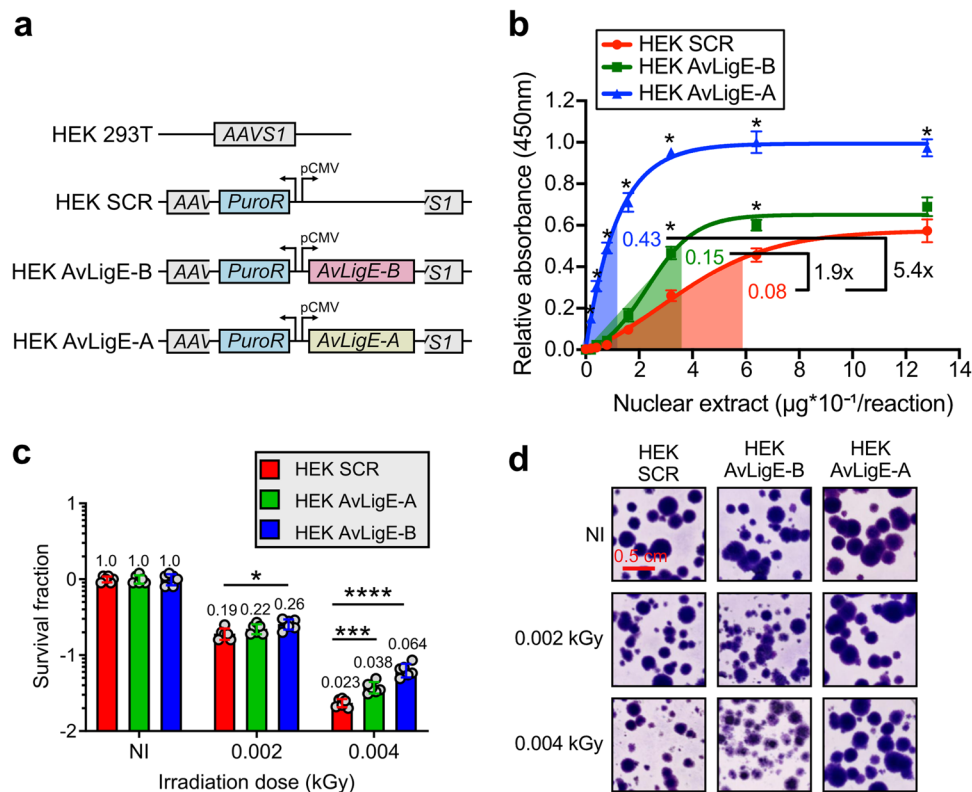 a
HEK 293T
AAVS1
HEK SCR
AAV
PuroR
pCMV
S1
HEK AvLigE-B
AAV
PuroR
pCMV
AvLigE-B
S1
HEK AvLigE-A
AAV
PuroR
pCMV
AvLigE-A
S1
b
HEK SCR
HEK AvLigE-B
HEK AvLigE-A
Relative absorbance (450nm)
1.2
1.0
0.8
0.6
0.4
0.2
0.0
* * * * * * *
* *
0.43
0.15
0.08
1.9x
5.4x
0 2 4 6 8 10 12 14
Nuclear extract (µg*10⁻¹/reaction)
c
HEK SCR
HEK AvLigE-A
HEK AvLigE-B
Survival fraction
1
0
-1
-2
1.0 1.0 1.0
*
0.19 0.22 0.26
****
***
0.023 0.038 0.064
NI 0.002 0.004
Irradiation dose (kGy)
d
HEK SCR
HEK AvLigE-B
HEK AvLigE-A
NI
0.5 cm
0.002 kGy
0.004 kGy